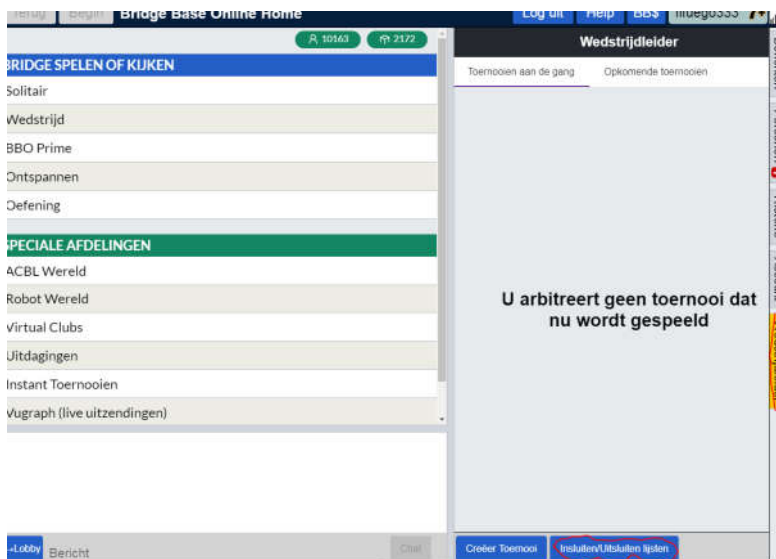 Terug Begin Bridge Base Online Home Log uit Help BB$
10163 2172
Wedstrijdleider
BRIDGE SPELEN OF KIJKEN
Toernooien aan de gang Opkomende toernooien
Solitair
Wedstrijd
BBO Prime
Ontspannen
Oefening
SPECIALE AFDELINGEN
ACBL Wereld
Robot Wereld
Virtual Clubs
Uitdagingen
Instant Toernooien
Vugraph (live uitzendingen)
U arbitreert geen toernooi dat
nu wordt gespeeld
→Lobby Bericht Chat Creëer Toernooi Insluiten/Uitsluiten lijsten